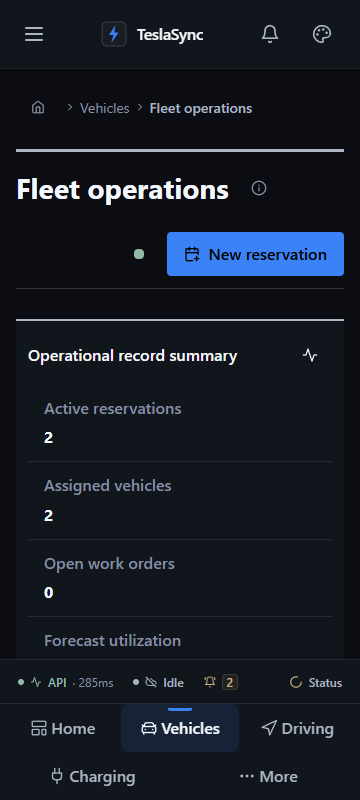 TeslaSync
Vehicles Fleet operations
Fleet operations
New reservation
Operational record summary
Active reservations
2
Assigned vehicles
2
Open work orders
0
Forecast utilization
API · 285ms Idle 2 Status
Home Vehicles Driving
Charging More